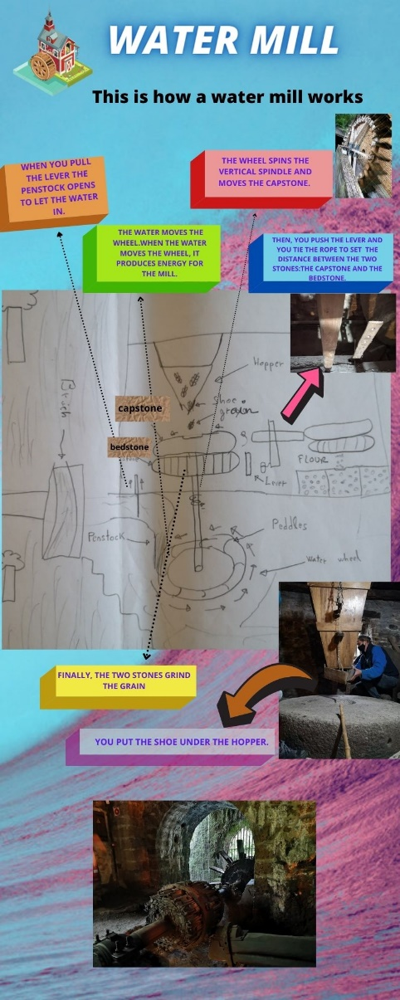 WATER MILL
This is how a water mill works
WHEN YOU PULL
THE LEVER THE
PENSTOCK OPENS
TO LET THE WATER
IN.
THE WHEEL SPINS THE
VERTICAL SPINDLE AND
MOVES THE CAPSTONE.
THE WATER MOVES THE
WHEEL.WHEN THE WATER
MOVES THE WHEEL, IT
PRODUCES ENERGY FOR
THE MILL.
THEN, YOU PUSH THE LEVER AND
YOU TIE THE ROPE TO SET THE
DISTANCE BETWEEN THE TWO
STONES:THE CAPSTONE AND THE
BEDSTONE.
Hopper
Shoe
grown
capstone
bedstone
FLOUR
Lever
Penstock
Peddles
Water wheel
FINALLY, THE TWO STONES GRIND
THE GRAIN
YOU PUT THE SHOE UNDER THE HOPPER.